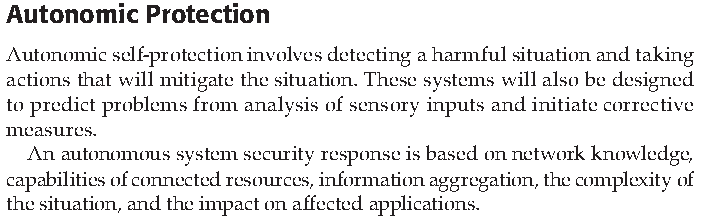 Autonomic Protection
Autonomic self-protection involves detecting a harmful situation and taking
actions that will mitigate the situation. These systems will also be designed
to predict problems from analysis of sensory inputs and initiate corrective
measures.
An autonomous system security response is based on network knowledge,
capabilities of connected resources, information aggregation, the complexity of
the situation, and the impact on affected applications.